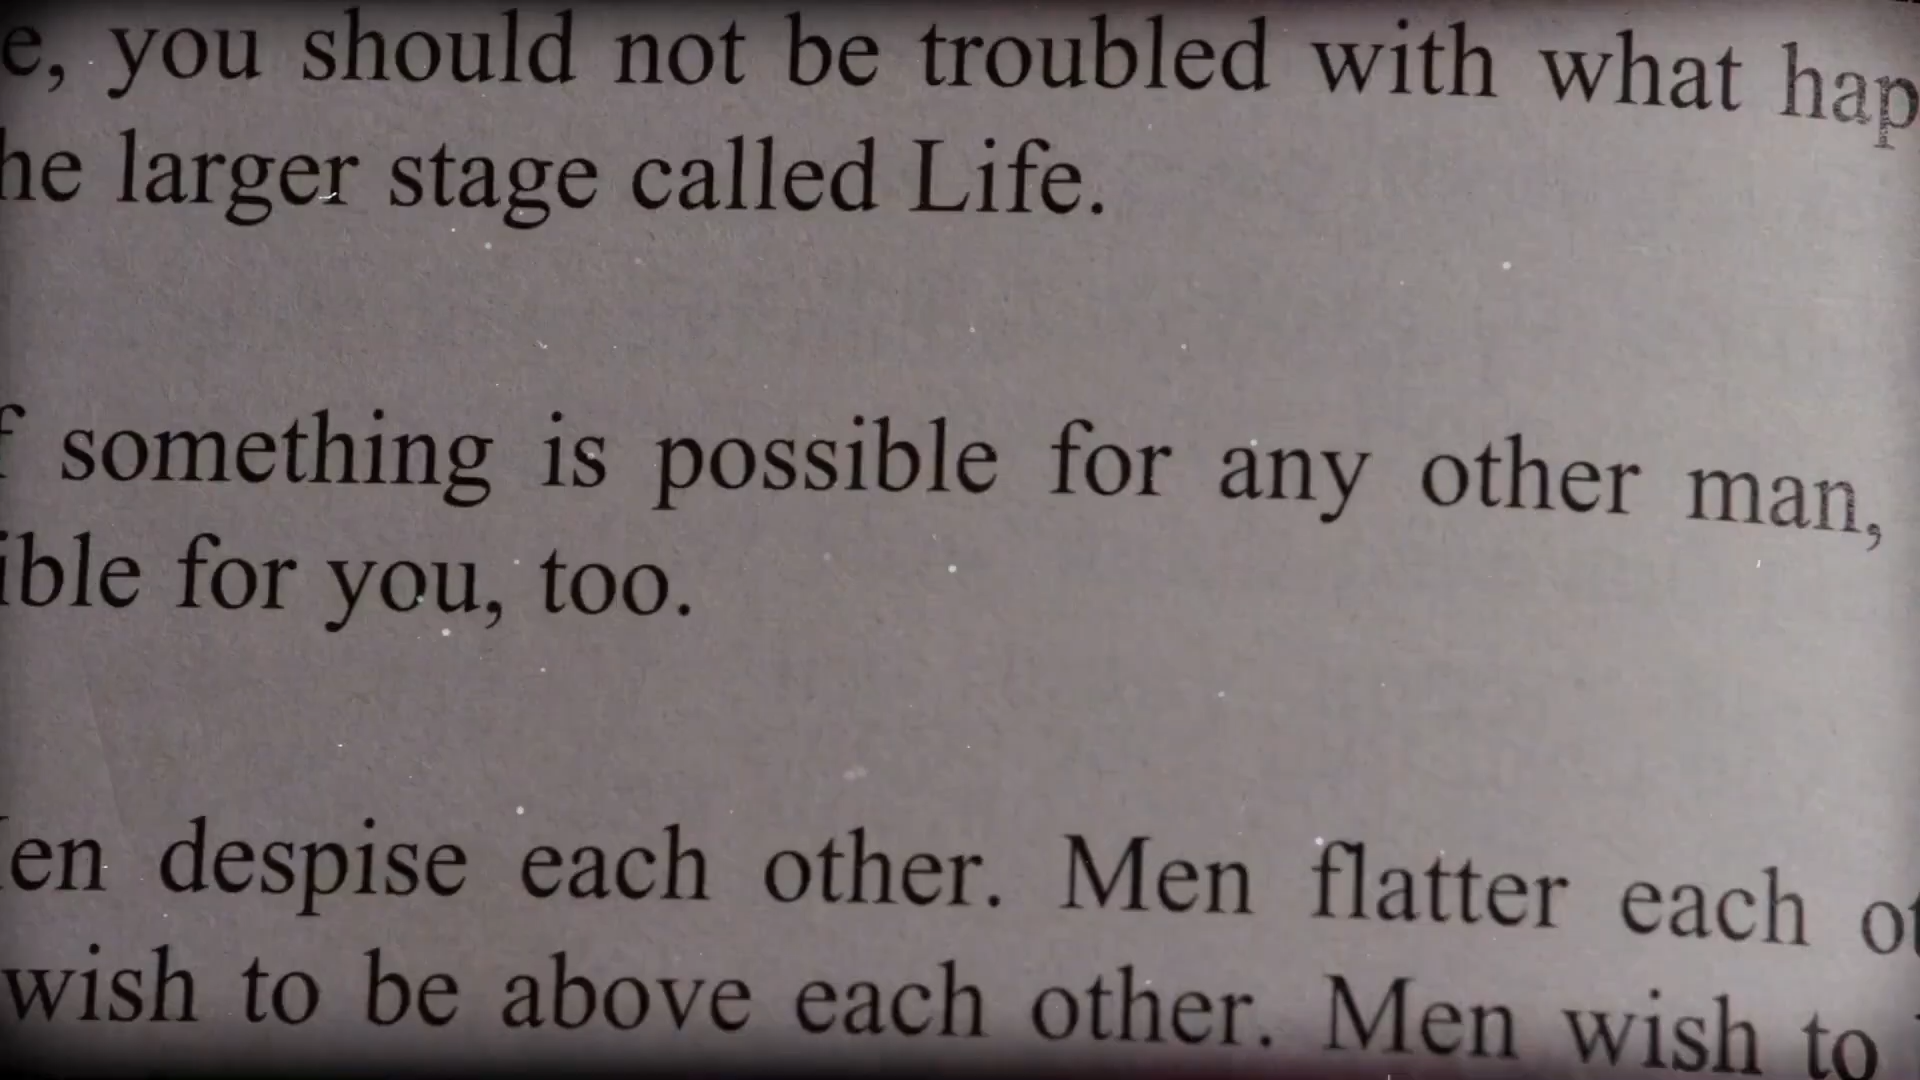 e, you should not be troubled with what hap
he larger stage called Life.
f something is possible for any other man,
ible for you, too.
en despise each other. Men flatter each ot
wish to be above each other. Men wish to